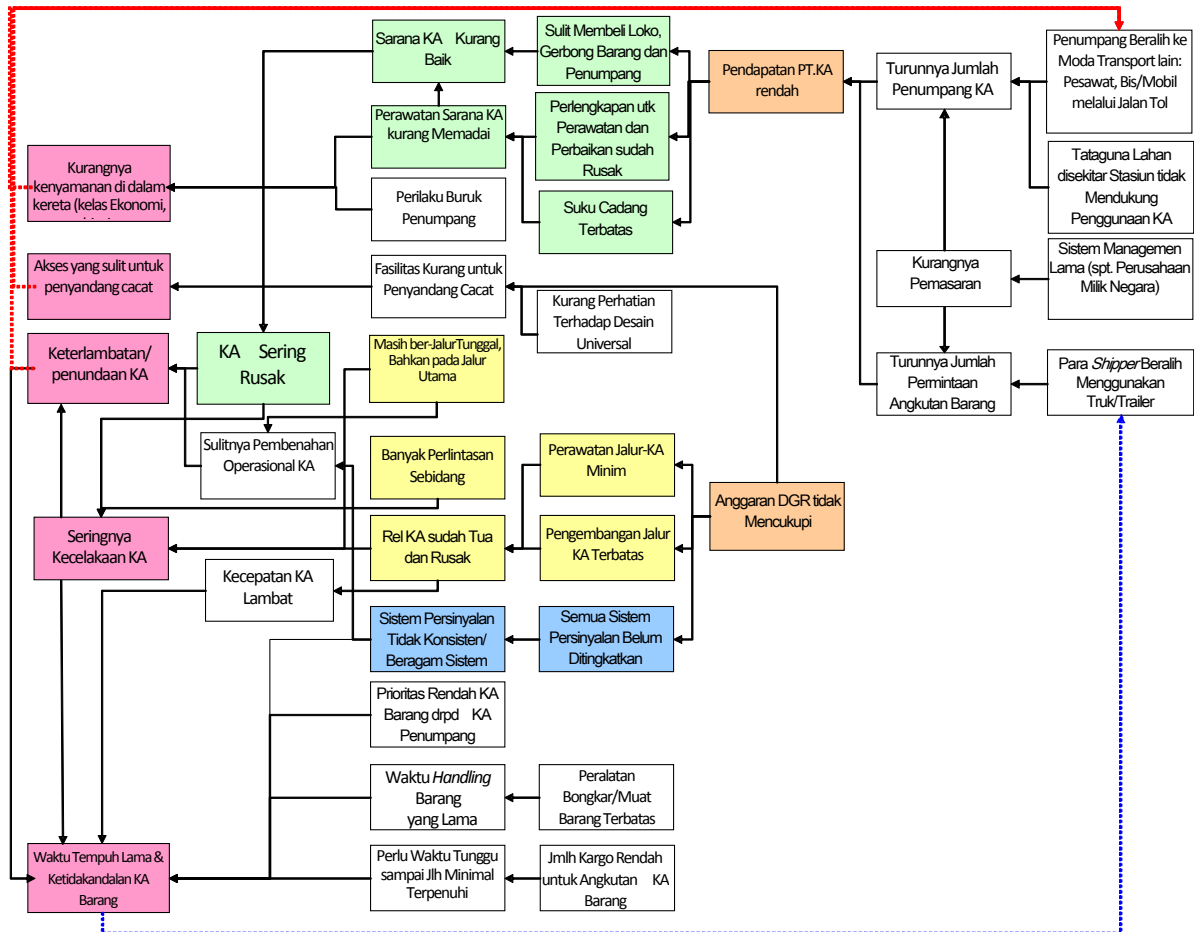 Sarana KA Kurang
Baik
Sulit Membeli Loko,
Gerbong Barang dan
Penumpang
Pendapatan PT.KA
rendah
Turunnya Jumlah
Penumpang KA
Penumpang Beralih ke
Moda Transport lain:
Pesawat, Bis/Mobil
melalui Jalan Tol
Perawatan Sarana KA
kurang Memadai
Perlengkapan utk
Perawatan dan
Perbaikan sudah
Rusak
Kurangnya
kenyamanan di dalam
kereta (kelas Ekonomi,
Perilaku Buruk
Penumpang
Suku Cadang
Terbatas
Tataguna Lahan
disekitar Stasiun tidak
Mendukung
Penggunaan KA
Akses yang sulit untuk
penyandang cacat
Fasilitas Kurang untuk
Penyandang Cacat
Kurang Perhatian
Terhadap Desain
Universal
Kurangnya
Pemasaran
Sistem Managemen
Lama (spt. Perusahaan
Milik Negara)
Keterlambatan/
penundaan KA
KA Sering
Rusak
Masih ber-JalurTunggal,
Bahkan pada Jalur
Utama
Turunnya Jumlah
Permintaan
Angkutan Barang
Para Shipper Beralih
Menggunakan
Truk/Trailer
Sulitnya Pembenahan
Operasional KA
Banyak Perlintasan
Sebidang
Perawatan Jalur-KA
Minim
Anggaran DGR tidak
Mencukupi
Seringnya
Kecelakaan KA
Rel KA sudah Tua
dan Rusak
Pengembangan Jalur
KA Terbatas
Kecepatan KA
Lambat
Sistem Persinyalan
Tidak Konsisten/
Beragam Sistem
Semua Sistem
Persinyalan Belum
Ditingkatkan
Prioritas Rendah KA
Barang drpd KA
Penumpang
Waktu Handling
Barang
yang Lama
Peralatan
Bongkar/Muat
Barang Terbatas
Waktu Tempuh Lama &
Ketidakandalan KA
Barang
Perlu Waktu Tunggu
sampai Jlh Minimal
Terpenuhi
Jmlh Kargo Rendah
untuk Angkutan KA
Barang